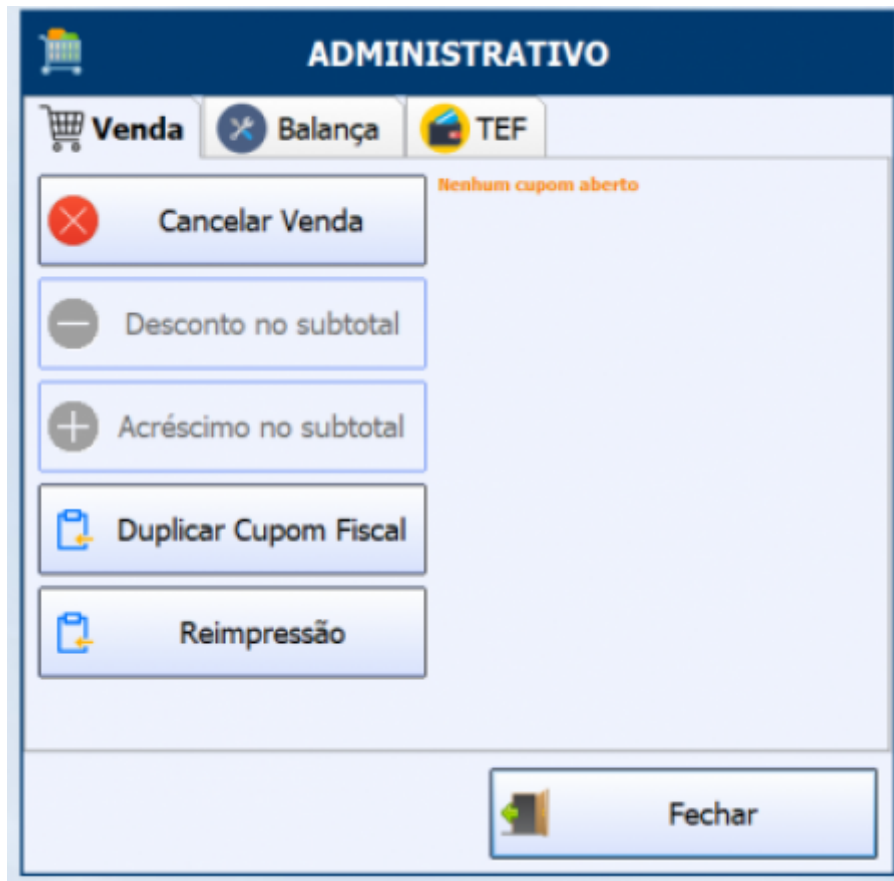 ADMINISTRATIVO
Venda
Balança
TEF
Cancelar Venda
Nenhum cupom aberto
Desconto no subtotal
Acréscimo no subtotal
Duplicar Cupom Fiscal
Reimpressão
Fechar